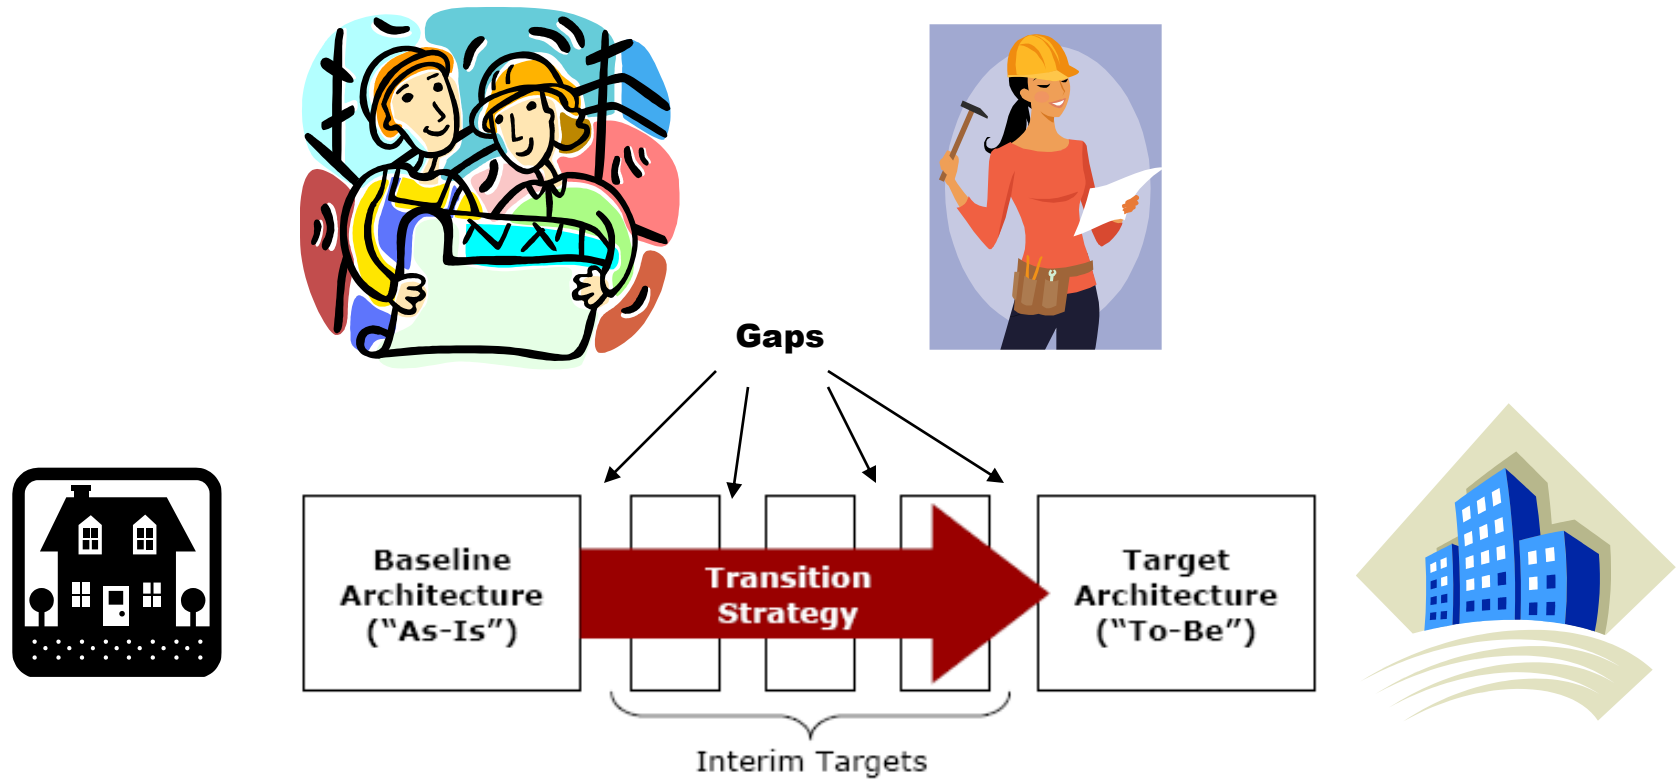 Gaps
Baseline
Architecture
(“As-Is”)
Transition
Strategy
Target
Architecture
(“To-Be”)
Interim Targets